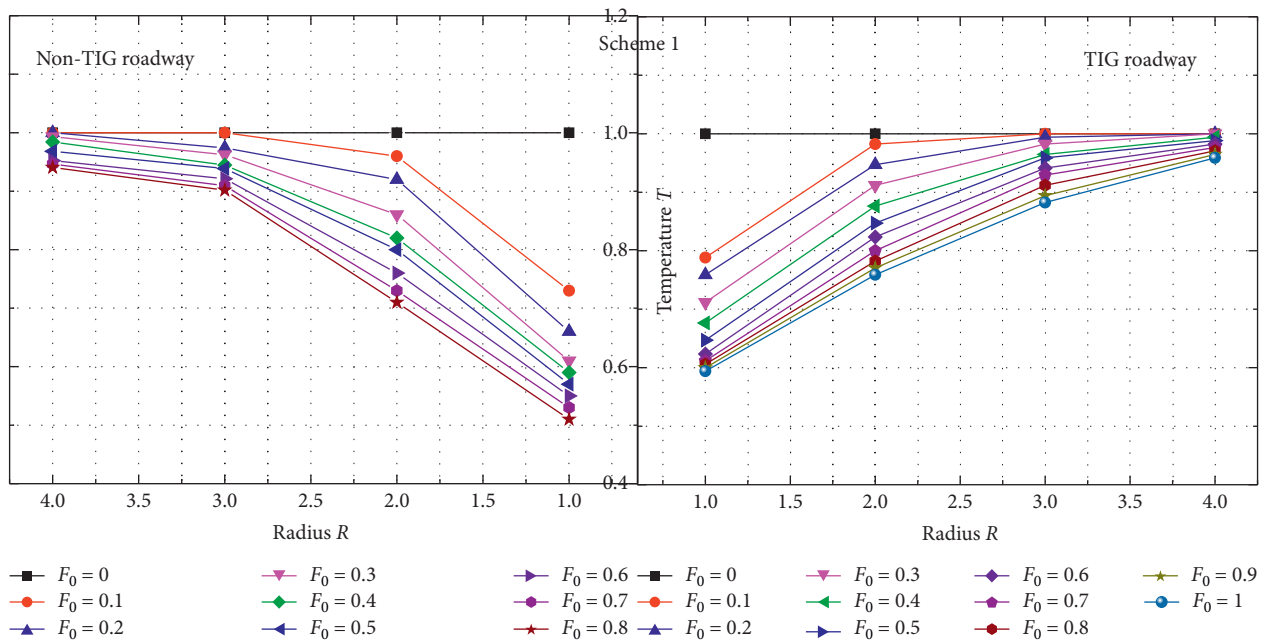 Non-TIG roadway
Scheme 1
TIG roadway
1.2
1.0
0.8
0.6
0.4
Temperature T
4.0 3.5 3.0 2.5 2.0 1.5 1.0
1.0 1.5 2.0 2.5 3.0 3.5 4.0
Radius R
Radius R
F0 = 0
F0 = 0.1
F0 = 0.2
F0 = 0.3
F0 = 0.4
F0 = 0.5
F0 = 0.6
F0 = 0.7
F0 = 0.8
F0 = 0
F0 = 0.1
F0 = 0.2
F0 = 0.3
F0 = 0.4
F0 = 0.5
F0 = 0.6
F0 = 0.7
F0 = 0.8
F0 = 0.9
F0 = 1